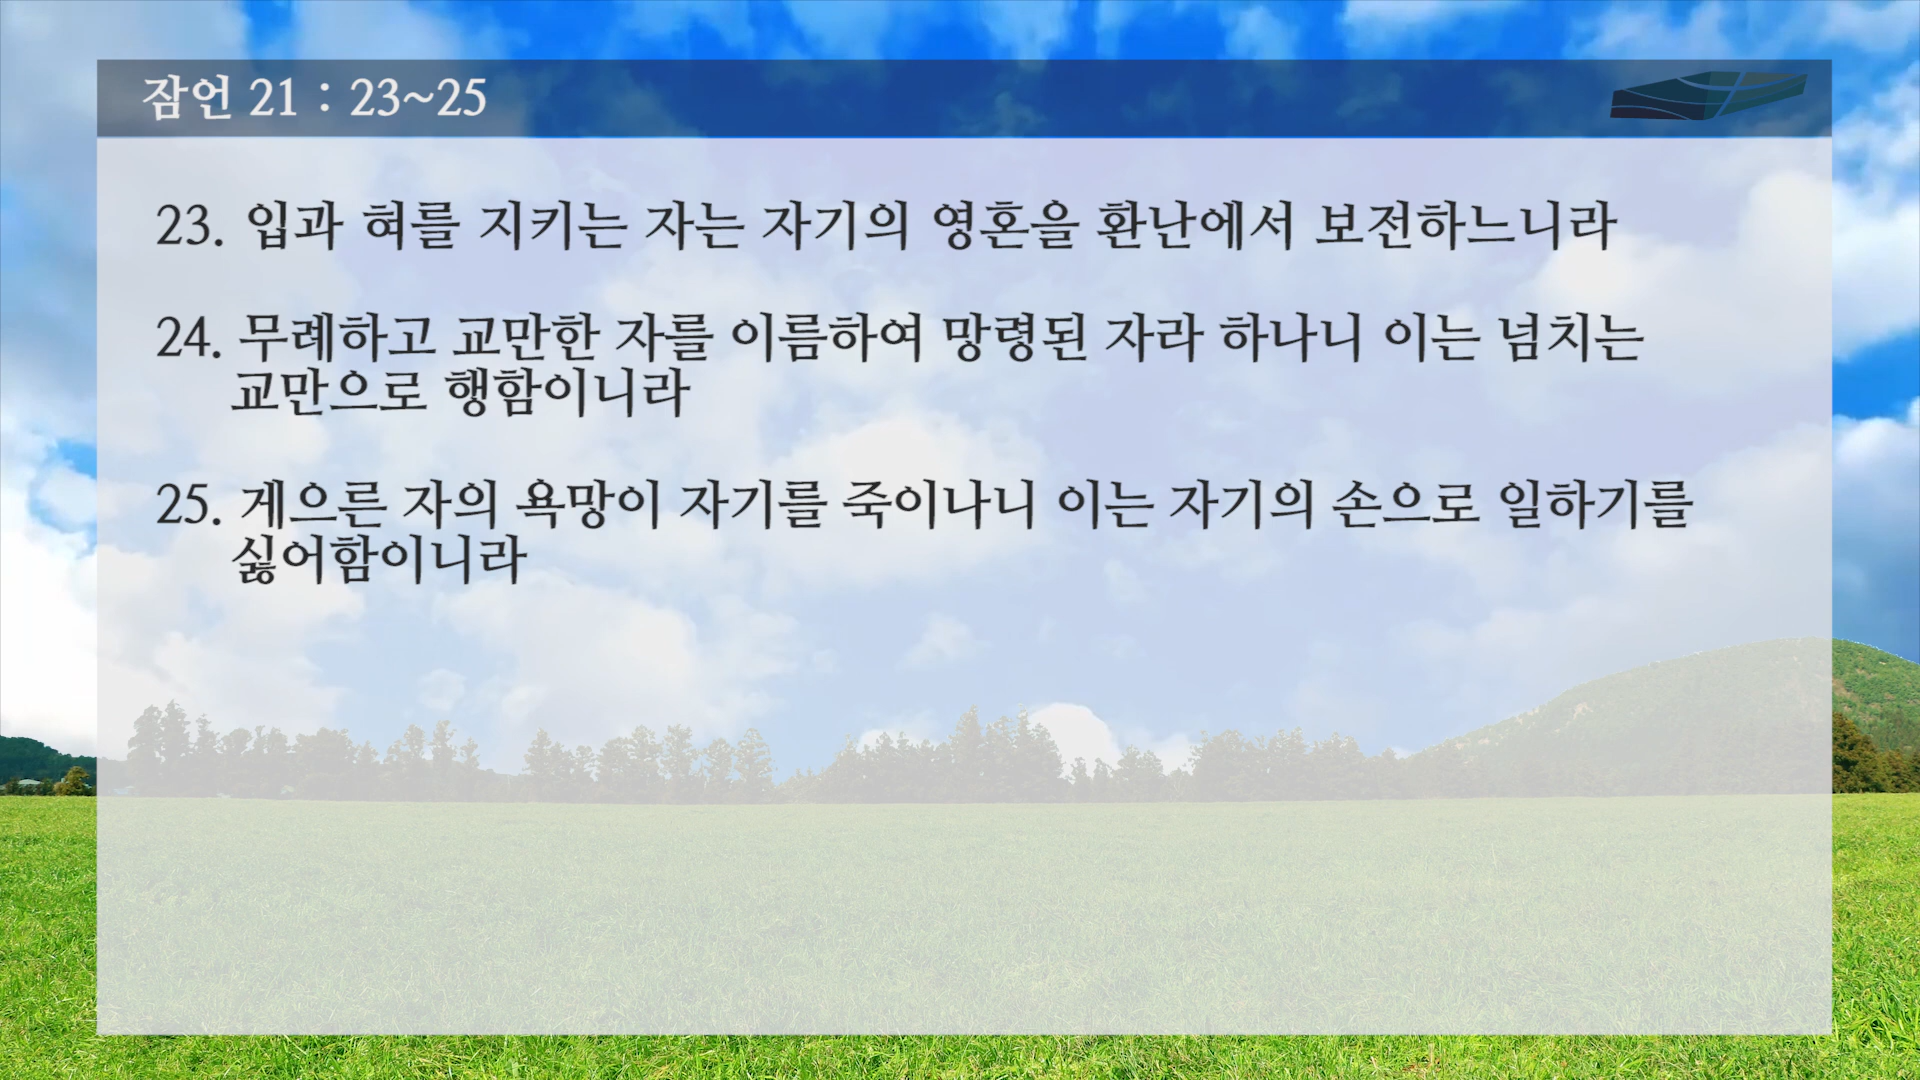 잠언 21 : 23~25
23. 입과 혀를 지키는 자는 자기의 영혼을 환난에서 보전하느니라
24. 무례하고 교만한 자를 이름하여 망령된 자라 하나니 이는 넘치는
교만으로 행함이니라
25. 게으른 자의 욕망이 자기를 죽이나니 이는 자기의 손으로 일하기를
싫어함이니라